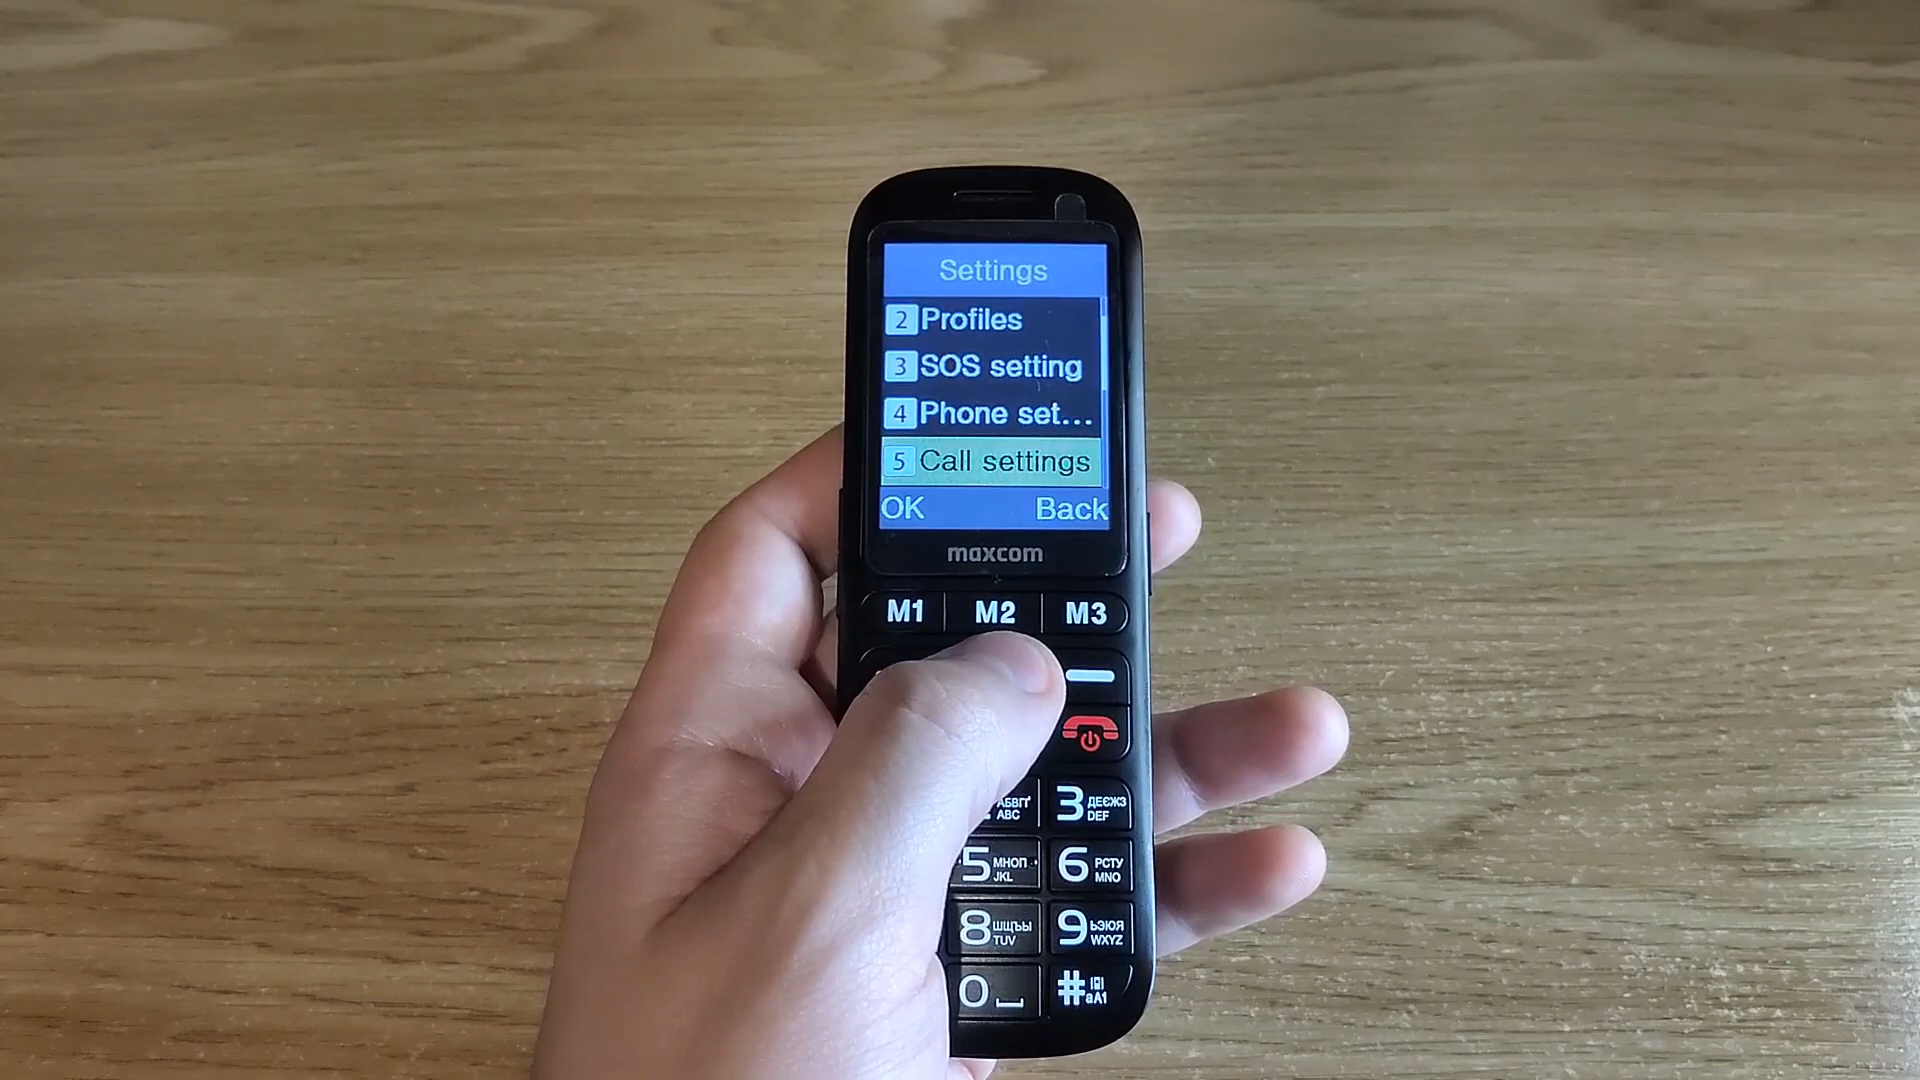 Settings
2 Profiles
3 SOS setting
4 Phone set...
5 Call settings
OK Back
maxcom
M1 M2 M3
АБВГҐ 3 ДЕЄЖЗ
ABC DEF
5 МНОП 6 РСТУ
JKL MNO
8 ШЩЪЫ 9 ЬЭЮЯ
TUV WXYZ
0 #
aA1